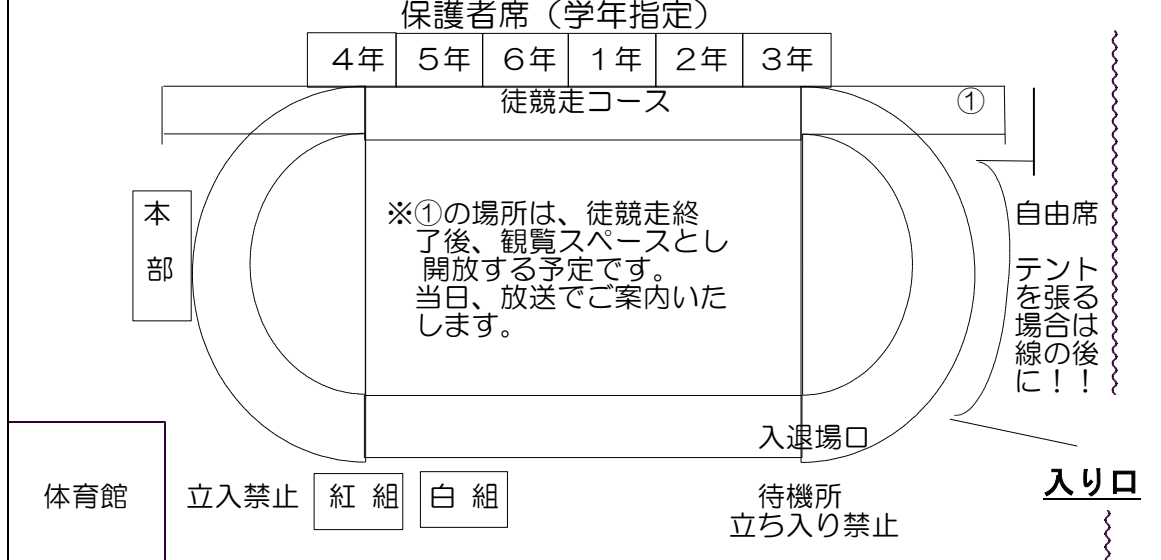 保護者席（学年指定）
４年 ５年 ６年 １年 ２年 ３年
徒競走コース
①
本
部
※①の場所は、徒競走終
了後、観覧スペースとし
開放する予定です。
当日、放送でご案内いた
します。
自由席
テント
を張る
場合は
線の後
に！！
入退場口
入り口
体育館
立入禁止
紅 組
白 組
待機所
立ち入り禁止